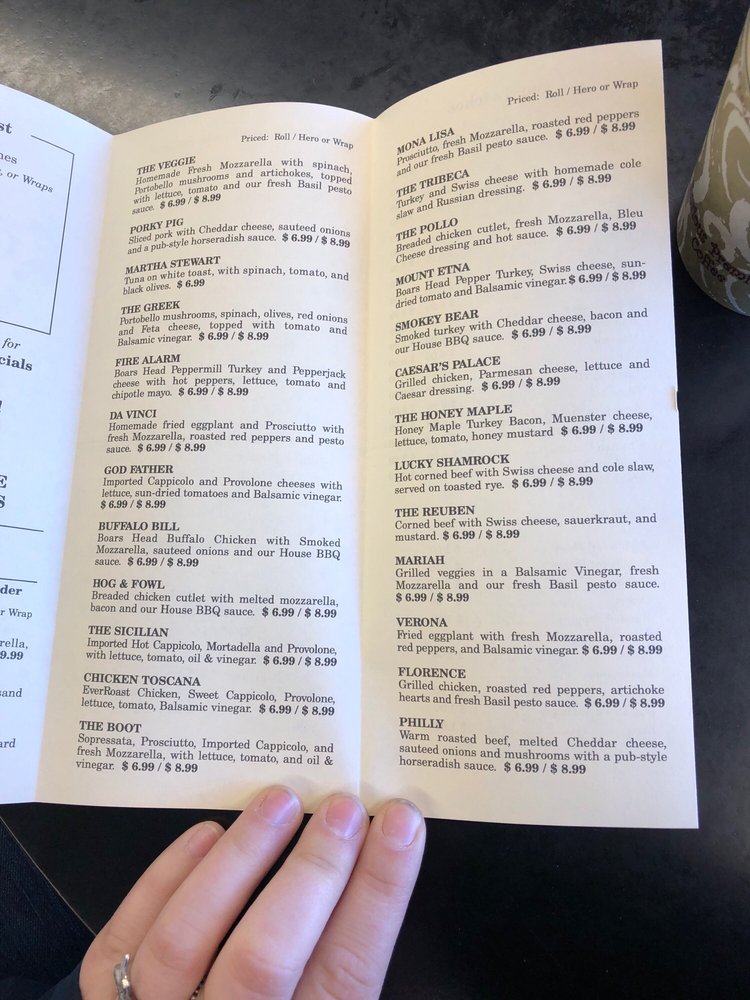 st
nes
, or Wraps
for
cials
E
S
der
r Wrap
rella,
9.99
sand
ard
Priced: Roll / Hero or Wrap
THE VEGGIE
Homemade Fresh Mozzarella with spinach,
Portobello mushrooms and artichokes, topped
with lettuce, tomato and our fresh Basil pesto
sauce. $ 6.99 / $ 8.99
PORKY PIG
Sliced pork with Cheddar cheese, sauteed onions
and a pub-style horseradish sauce. $ 6.99 / $ 8.99
MARTHA STEWART
Tuna on white toast, with spinach, tomato, and
black olives. $ 6.99
THE GREEK
Portobello mushrooms, spinach, olives, red onions
and Feta cheese, topped with tomato and
Balsamic vinegar. $ 6.99 / $ 8.99
FIRE ALARM
Boars Head Peppermill Turkey and Pepperjack
cheese with hot peppers, lettuce, tomato and
chipotle mayo. $ 6.99 / $ 8.99
DA VINCI
Homemade fried eggplant and Prosciutto with
fresh Mozzarella, roasted red peppers and pesto
sauce. $ 6.99 / $ 8.99
GOD FATHER
Imported Cappicolo and Provolone cheeses with
lettuce, sun-dried tomatoes and Balsamic vinegar.
$ 6.99 / $ 8.99
BUFFALO BILL
Boars Head Buffalo Chicken with Smoked
Mozzarella, sauteed onions and our House BBQ
sauce. $ 6.99 / $ 8.99
HOG & FOWL
Breaded chicken cutlet with melted mozzarella,
bacon and our House BBQ sauce. $ 6.99 / $ 8.99
THE SICILIAN
Imported Hot Cappicolo, Mortadella and Provolone,
with lettuce, tomato, oil & vinegar. $ 6.99 / $ 8.99
CHICKEN TOSCANA
EverRoast Chicken, Sweet Cappicolo, Provolone,
lettuce, tomato, Balsamic vinegar. $ 6.99 / $ 8.99
THE BOOT
Sopressata, Prosciutto, Imported Cappicolo, and
fresh Mozzarella, with lettuce, tomato, and oil &
vinegar. $ 6.99 / $ 8.99
Priced: Roll / Hero or Wrap
MONA LISA
Prosciutto, fresh Mozzarella, roasted red peppers
and our fresh Basil pesto sauce. $ 6.99 / $ 8.99
THE TRIBECA
Turkey and Swiss cheese with homemade cole
slaw and Russian dressing. $ 6.99 / $ 8.99
THE POLLO
Breaded chicken cutlet, fresh Mozzarella, Bleu
Cheese dressing and hot sauce. $ 6.99 / $ 8.99
MOUNT ETNA
Boars Head Pepper Turkey, Swiss cheese, sun-
dried tomato and Balsamic vinegar. $ 6.99 / $ 8.99
SMOKEY BEAR
Smoked turkey with Cheddar cheese, bacon and
our House BBQ sauce. $ 6.99 / $ 8.99
CAESAR'S PALACE
Grilled chicken, Parmesan cheese, lettuce and
Caesar dressing. $ 6.99 / $ 8.99
THE HONEY MAPLE
Honey Maple Turkey Bacon, Muenster cheese,
lettuce, tomato, honey mustard $ 6.99 / $ 8.99
LUCKY SHAMROCK
Hot corned beef with Swiss cheese and cole slaw,
served on toasted rye. $ 6.99 / $ 8.99
THE REUBEN
Corned beef with Swiss cheese, sauerkraut, and
mustard. $ 6.99 / $ 8.99
MARIAH
Grilled veggies in a Balsamic Vinegar, fresh
Mozzarella and our fresh Basil pesto sauce.
$ 6.99 / $ 8.99
VERONA
Fried eggplant with fresh Mozzarella, roasted
red peppers, and Balsamic vinegar. $ 6.99 / $ 8.99
FLORENCE
Grilled chicken, roasted red peppers, artichoke
hearts and fresh Basil pesto sauce. $ 6.99 / $ 8.99
PHILLY
Warm roasted beef, melted Cheddar cheese,
sauteed onions and mushrooms with a pub-style
horseradish sauce. $ 6.99 / $ 8.99
Coffee